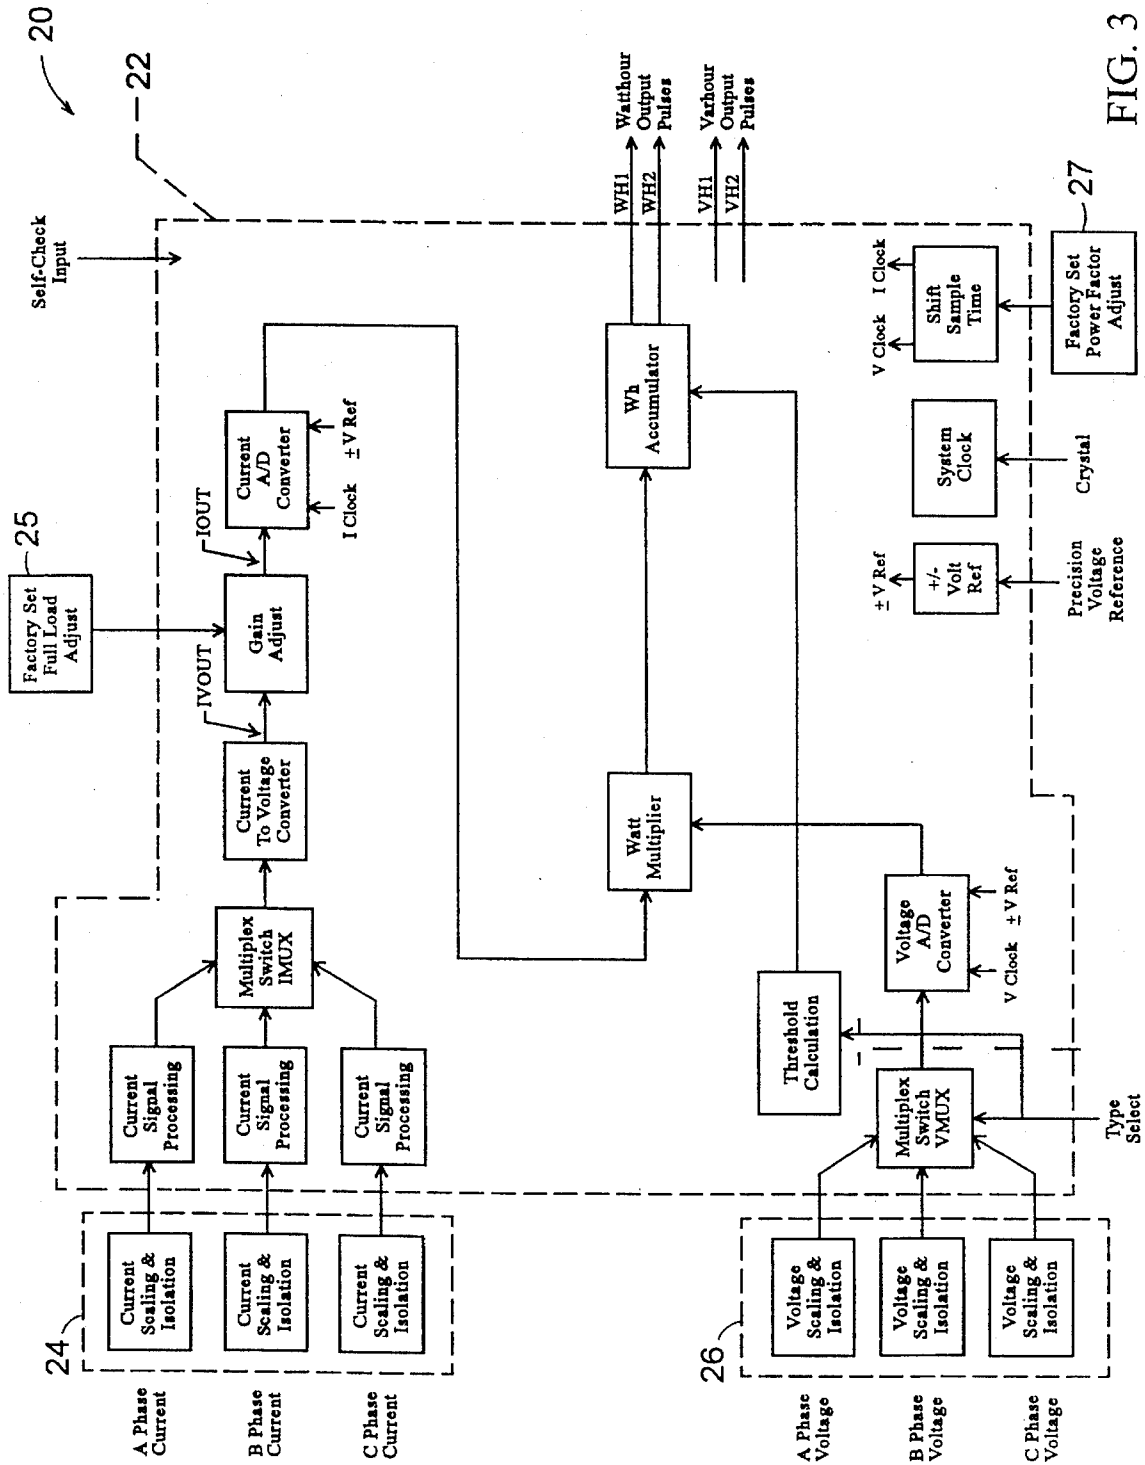 20
22
Self-Check
Input
Factory Set
Full Load
Adjust
25
A Phase
Current
B Phase
Current
C Phase
Current
24
Current
Scaling &
Isolation
Current
Scaling &
Isolation
Current
Scaling &
Isolation
Current
Signal
Processing
Current
Signal
Processing
Current
Signal
Processing
Multiplex
Switch
IMUX
Current
To Voltage
Converter
IVOUT
Gain
Adjust
IOUT
Current
A/D
Converter
I Clock
±V Ref
Watt
Multiplier
Wh
Accumulator
WH1
WH2
Watthour
Output
Pulses
VH1
VH2
Varhour
Output
Pulses
A Phase
Voltage
B Phase
Voltage
C Phase
Voltage
26
Voltage
Scaling &
Isolation
Voltage
Scaling &
Isolation
Voltage
Scaling &
Isolation
Multiplex
Switch
VMUX
Threshold
Calculation
Voltage
A/D
Converter
V Clock
±V Ref
Type
Select
±V Ref
+/-
Volt
Ref
Precision
Voltage
Reference
System
Clock
Crystal
V Clock
I Clock
Shift
Sample
Time
Factory Set
Power Factor
Adjust
27
FIG. 3